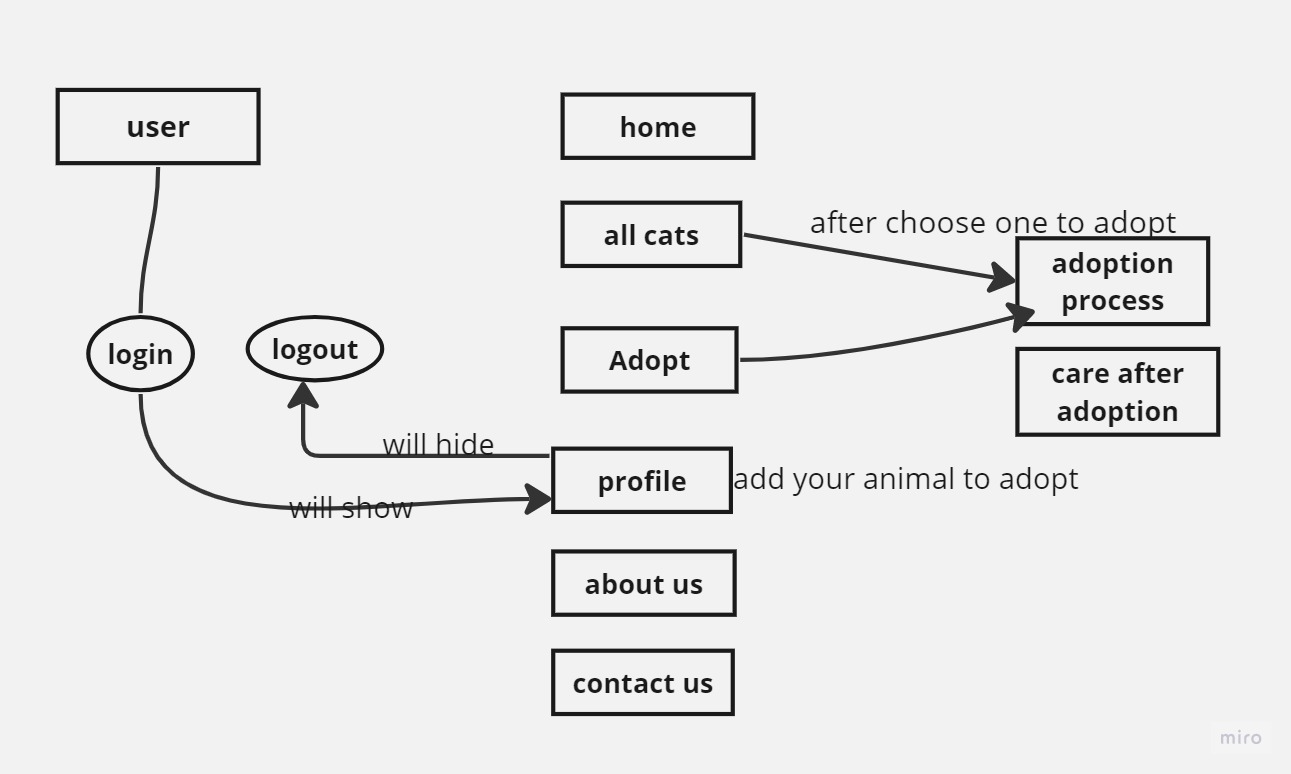 user
home
all cats
after choose one to adopt
adoption
process
login
logout
Adopt
care after
adoption
will hide
will show
profile
add your animal to adopt
about us
contact us
miro